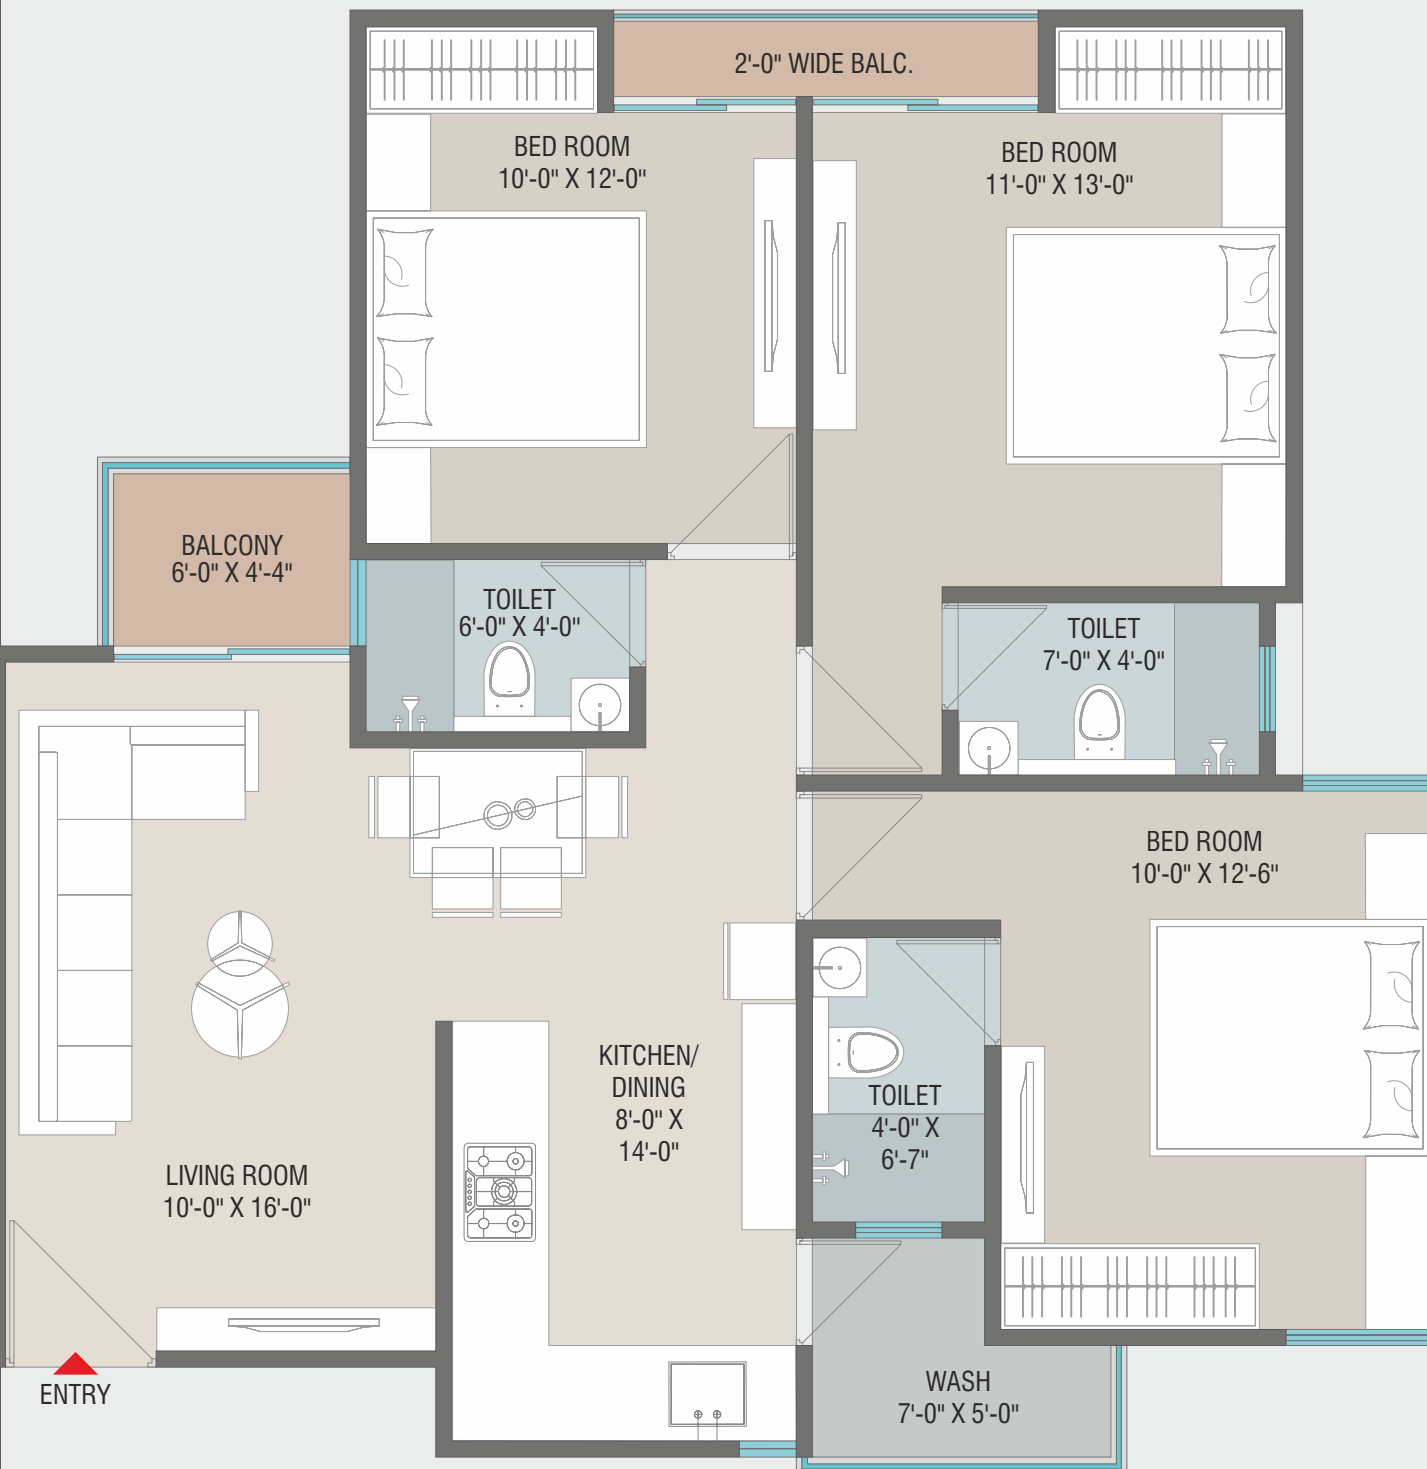 2'-0" WIDE BALC.
BED ROOM
10'-0" X 12'-0"
BED ROOM
11'-0" X 13'-0"
BALCONY
6'-0" X 4'-4"
TOILET
6'-0" X 4'-0"
TOILET
7'-0" X 4'-0"
BED ROOM
10'-0" X 12'-6"
KITCHEN/
DINING
8'-0" X
14'-0"
TOILET
4'-0" X
6'-7"
LIVING ROOM
10'-0" X 16'-0"
ENTRY
WASH
7'-0" X 5'-0"